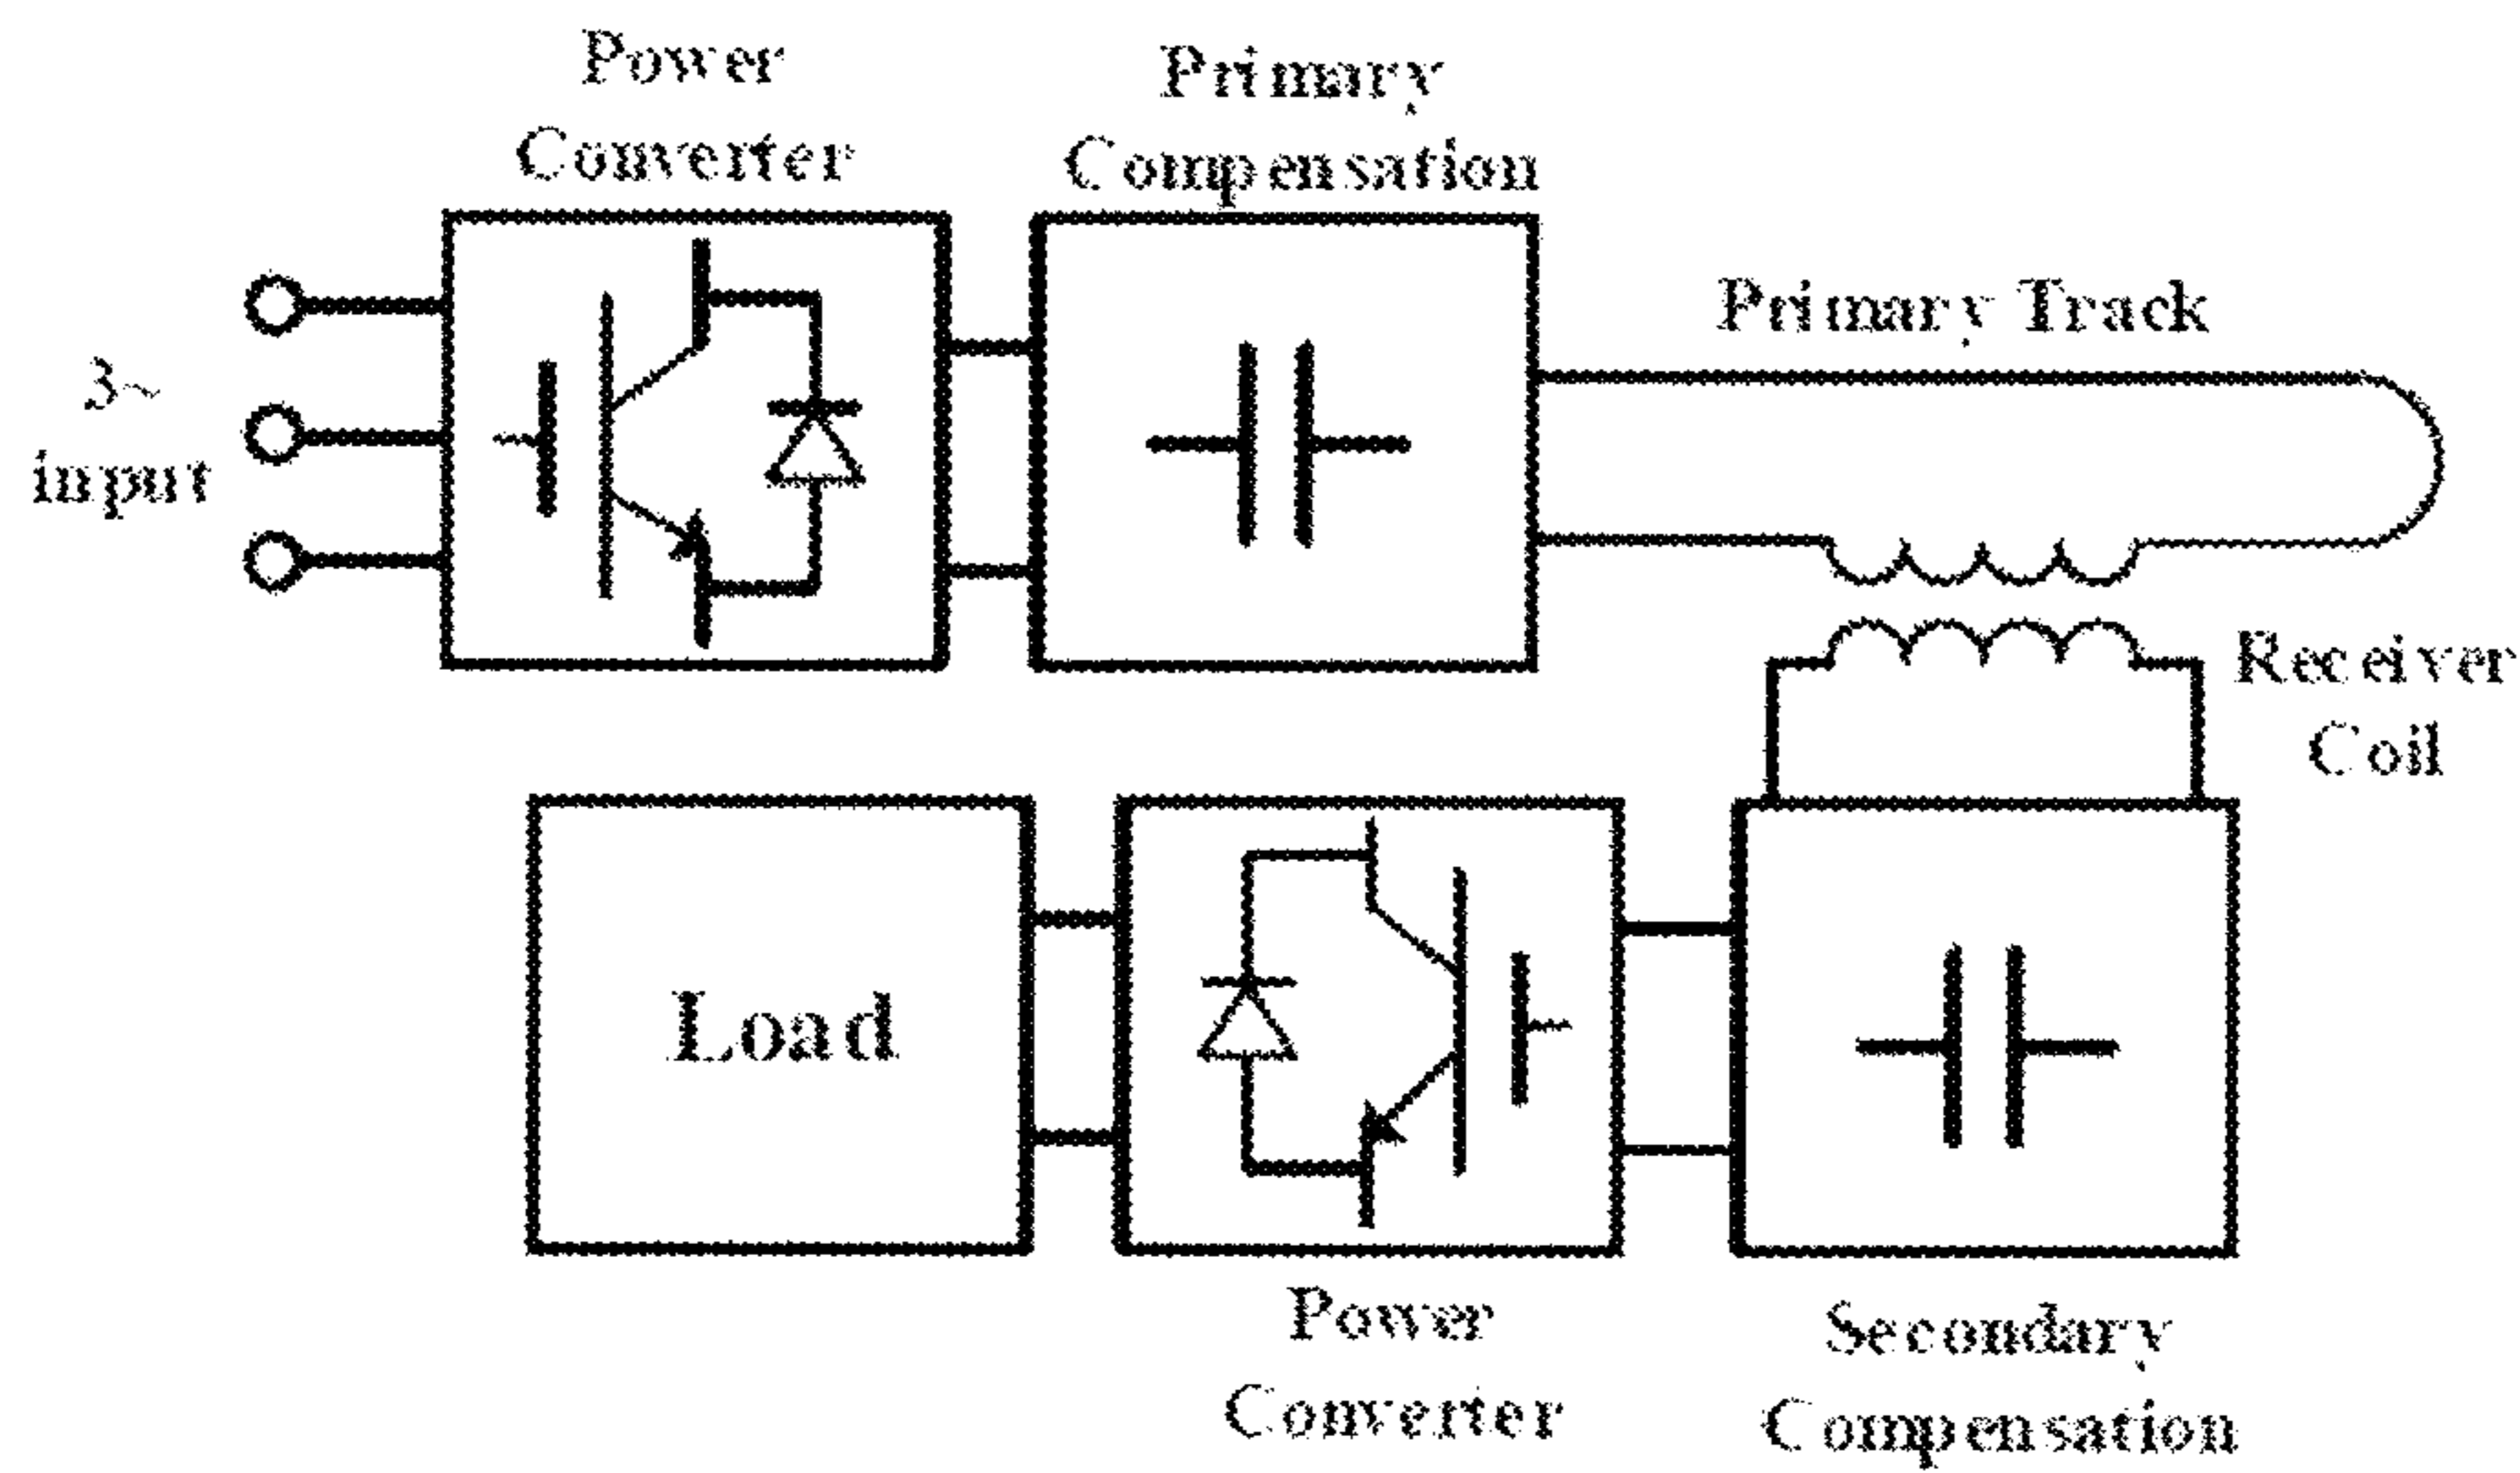 Power
Converter
Primary
Compensation
3~
input
Primary Track
Receiver
Coil
Load
Power
Converter
Secondary
Compensation